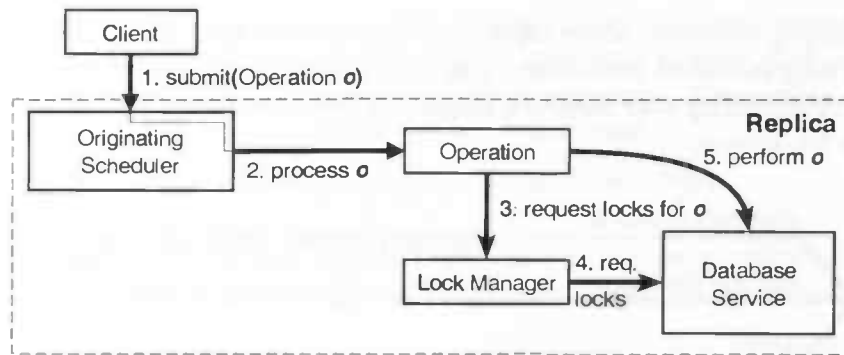 Client
1. submit(Operation o)
Replica
Originating
Scheduler
2. process o
Operation
5. perform o
3: request locks for o
Lock Manager
4. req.
locks
Database
Service